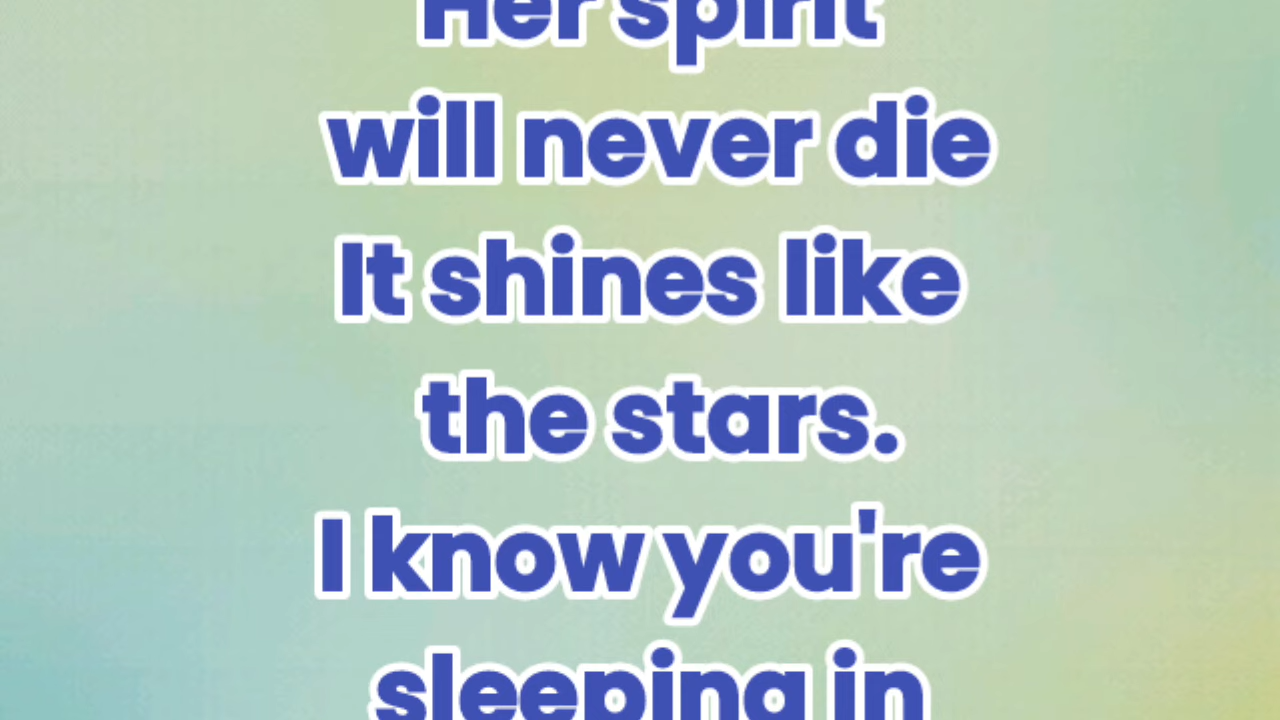 Her spirit
will never die
It shines like
the stars.
I know you're
sleeping in